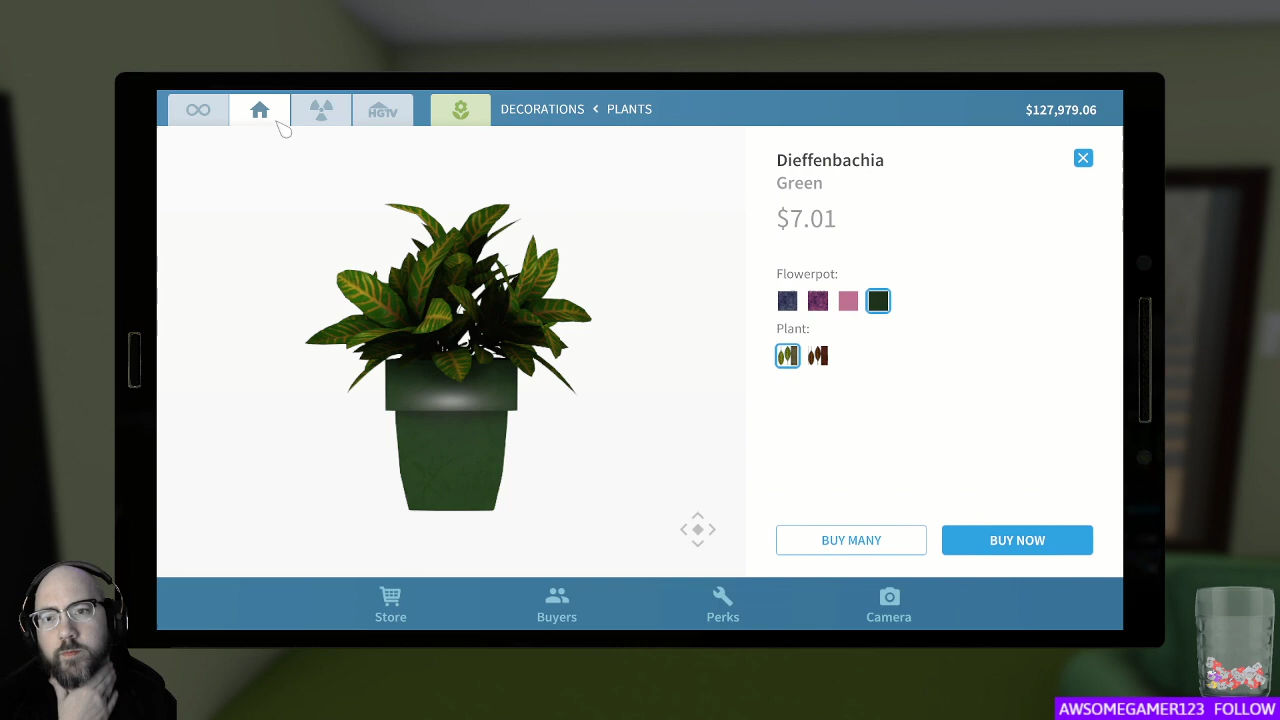 HGTV
DECORATIONS < PLANTS
$127,979.06
Dieffenbachia
Green
$7.01
Flowerpot:
Plant:
BUY MANY
BUY NOW
Store
Buyers
Perks
Camera
AWSOMEGAMER123 FOLLOW